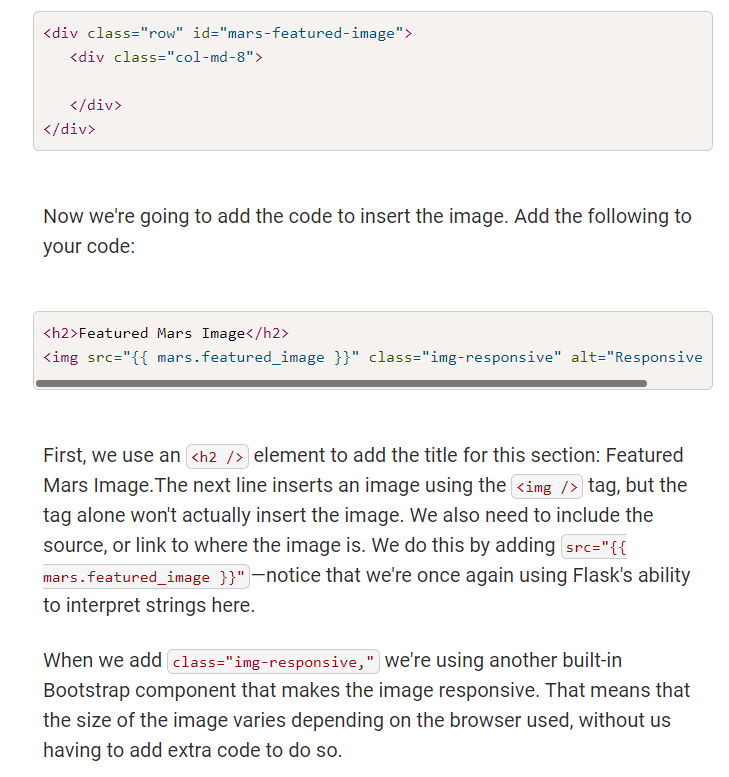 <div class="row" id="mars-featured-image">
<div class="col-md-8">
</div>
</div>
Now we're going to add the code to insert the image. Add the following to
your code:
<h2>Featured Mars Image</h2>
<img src="{{ mars.featured_image }}" class="img-responsive" alt="Responsive
First, we use an <h2 /> element to add the title for this section: Featured
Mars Image.The next line inserts an image using the <img /> tag, but the
tag alone won't actually insert the image. We also need to include the
source, or link to where the image is. We do this by adding src="{{
mars.featured_image }}"—notice that we're once again using Flask's ability
to interpret strings here.
When we add class="img-responsive," we're using another built-in
Bootstrap component that makes the image responsive. That means that
the size of the image varies depending on the browser used, without us
having to add extra code to do so.